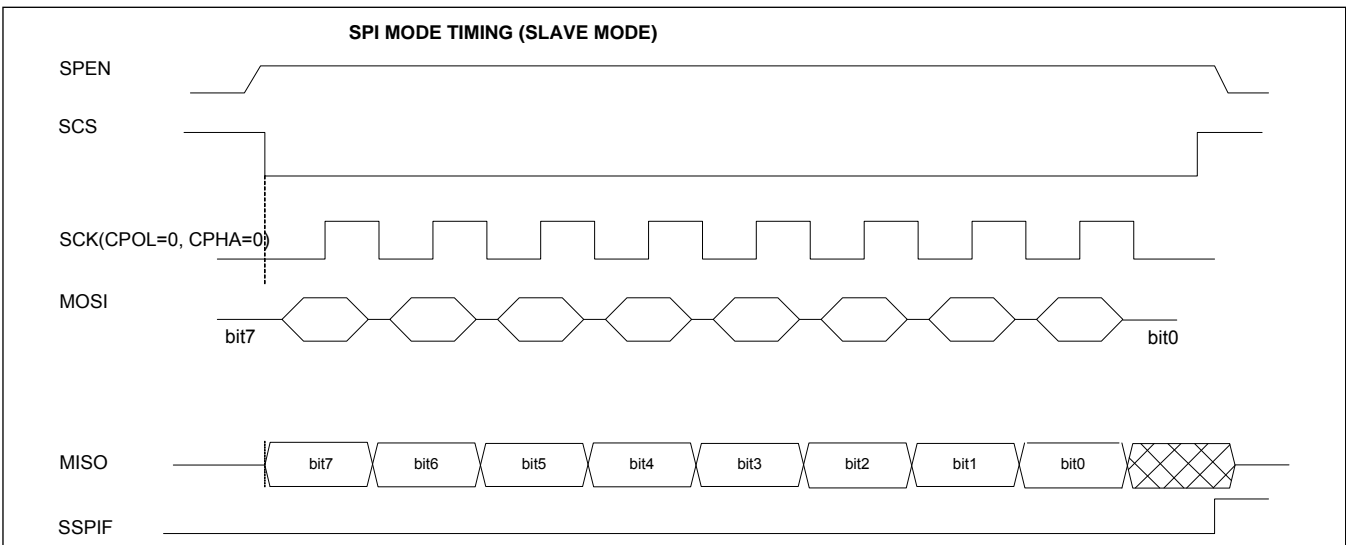 SPI MODE TIMING (SLAVE MODE)
SPEN
SCS
SCK(CPOL=0, CPHA=0)
MOSI
bit7
bit0
MISO
bit7 bit6 bit5 bit4 bit3 bit2 bit1 bit0
SSPIF